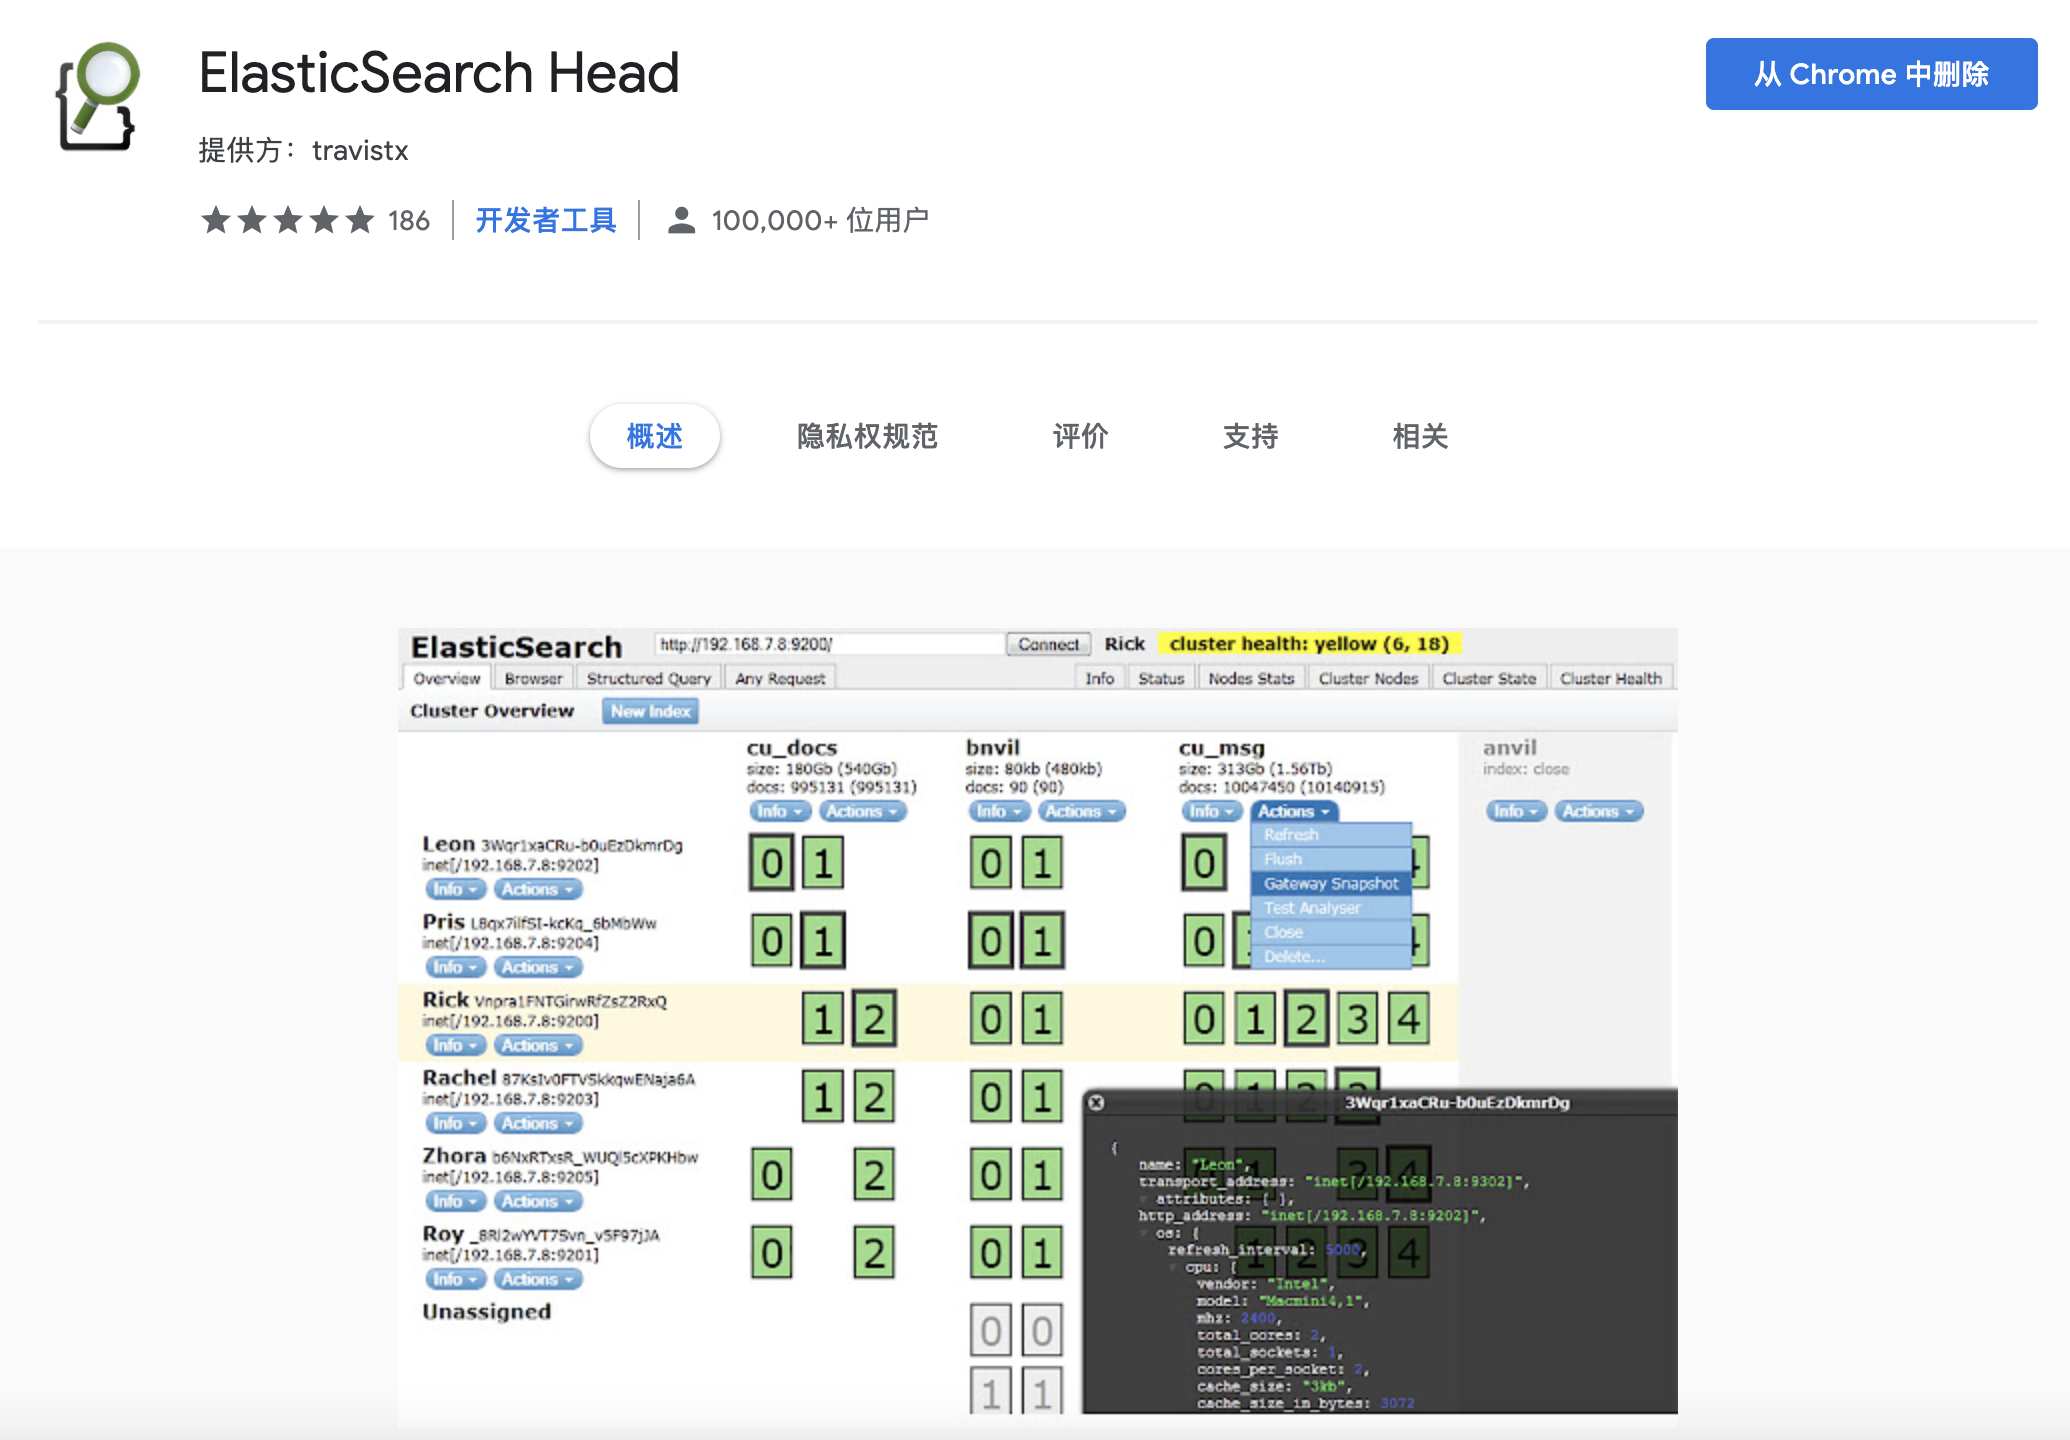 ElasticSearch Head
从 Chrome 中删除
提供方： travistx
186 开发者工具 100,000+ 位用户
概述 隐私权规范 评价 支持 相关
ElasticSearch http://192.168.7.8:9200/ Connect Rick cluster health: yellow (6, 18)
Overview Browser Structured Query Any Request Info Status Nodes Stats Cluster Nodes Cluster State Cluster Health
Cluster Overview New Index
cu_docs bnvil cu_msg anvil
size: 180Gb (540Gb) size: 80kb (480kb) size: 313Gb (1.56Tb) index: close
docs: 995131 (995131) docs: 90 (90) docs: 10047450 (10140915)
Info Actions Info Actions Info Actions Info Actions
Refresh
Flush
Gateway Snapshot
Test Analyser
Close
Delete...
Leon 3Wqr1xaCRu-b0uEzDkmrDg
inet[/192.168.7.8:9202]
Info Actions
0 1 0 1 0
Pris L8qx7ilfSI-kcKq_6bMbWw
inet[/192.168.7.8:9204]
Info Actions
0 1 0 1 0
Rick Vnpra1FNTGirwRfZsZ2RxQ
inet[/192.168.7.8:9200]
Info Actions
1 2 0 1 0 1 2 3 4
Rachel 87KsIv0FTVSkkqwENaja6A
inet[/192.168.7.8:9203]
Info Actions
1 2 0 1 0 1 2 3
Zhora b6NxRTxsR_WUQi5cXPKHbw
inet[/192.168.7.8:9205]
Info Actions
0 2 0 1
Roy _8Rl2wYVT7Svn_v5F97jJA
inet[/192.168.7.8:9201]
Info Actions
0 2 0 1 1 2 3 4
Unassigned
0 0
1 1
3Wqr1xaCRu-b0uEzDkmrDg
{
name: "Leon",
transport_address: "inet[/192.168.7.8:9302]",
attributes: { },
http_address: "inet[/192.168.7.8:9202]",
os: {
refresh_interval: 5000,
cpu: {
vendor: "Intel",
model: "Macmini4,1",
mhz: 2400,
total_cores: 2,
total_sockets: 1,
cores_per_socket: 2,
cache_size: "3kb",
cache_size_in_bytes: 3072